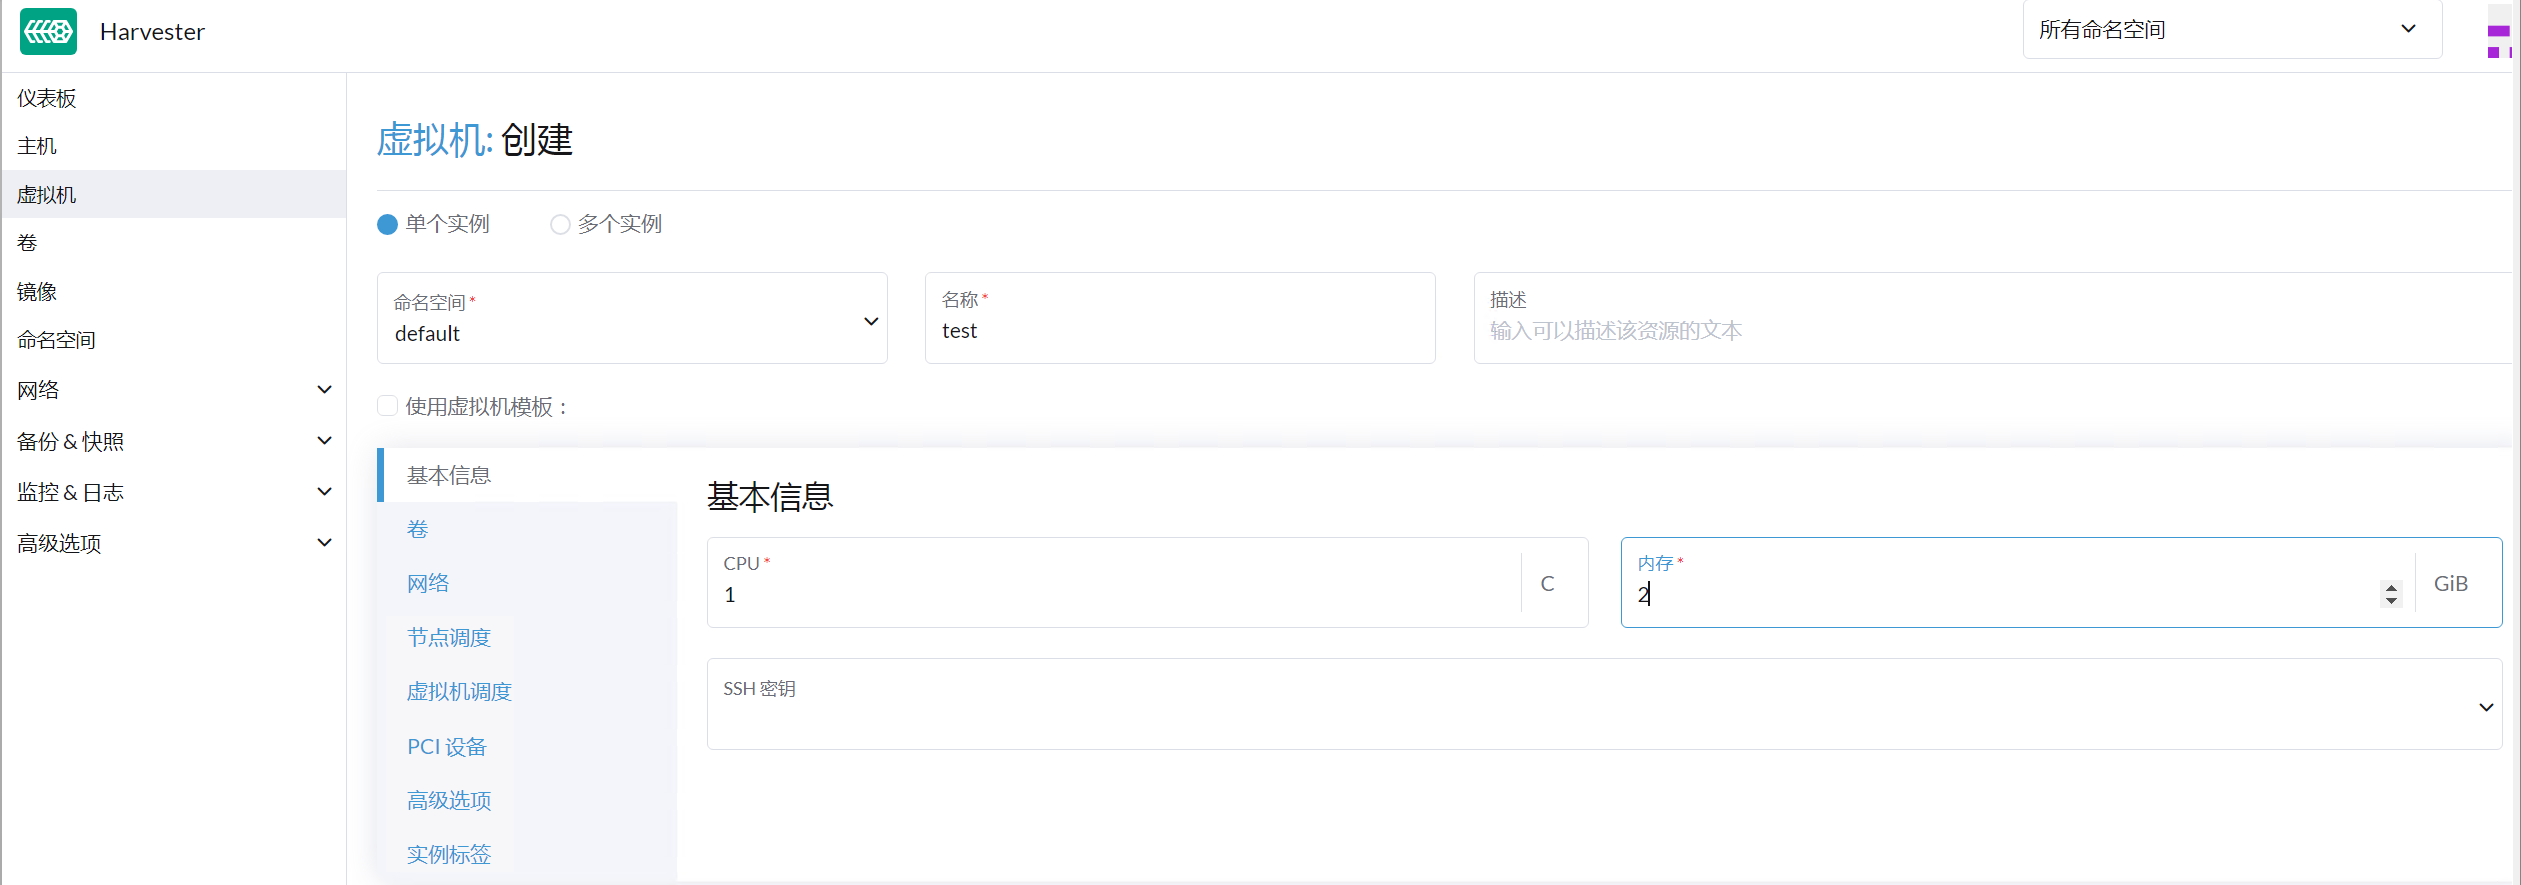 Harvester
所有命名空间
仪表板
主机
虚拟机
卷
镜像
命名空间
网络
备份 & 快照
监控 & 日志
高级选项
虚拟机: 创建
单个实例
多个实例
命名空间 *
default
名称 *
test
描述
输入可以描述该资源的文本
使用虚拟机模板：
基本信息
卷
网络
节点调度
虚拟机调度
PCI 设备
高级选项
实例标签
基本信息
CPU *
1
C
内存 *
2
GiB
SSH 密钥